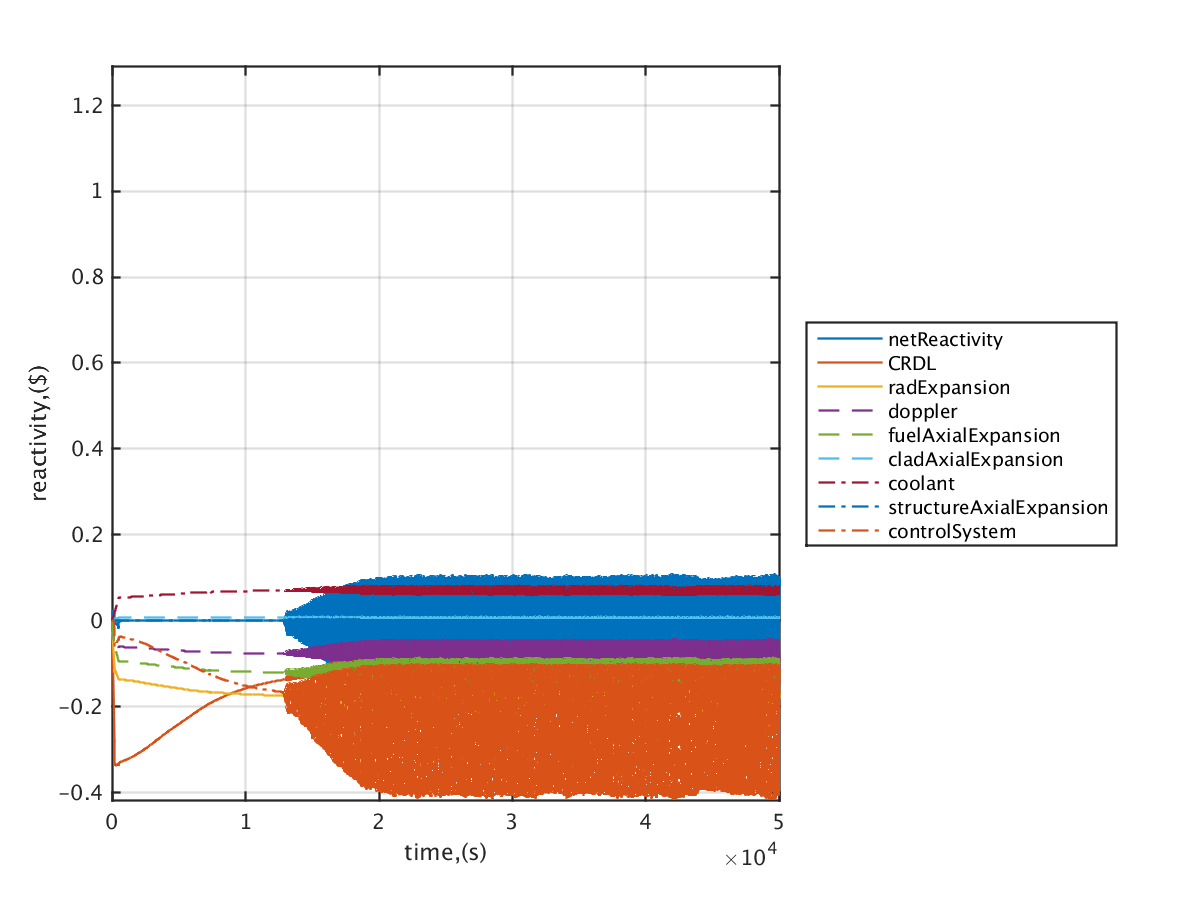 1.2
1
0.8
0.6
0.4
0.2
0
-0.2
-0.4
reactivity,($)
0 1 2 3 4 5
time,(s)
×10^4
netReactivity
CRDL
radExpansion
doppler
fuelAxialExpansion
cladAxialExpansion
coolant
structureAxialExpansion
controlSystem